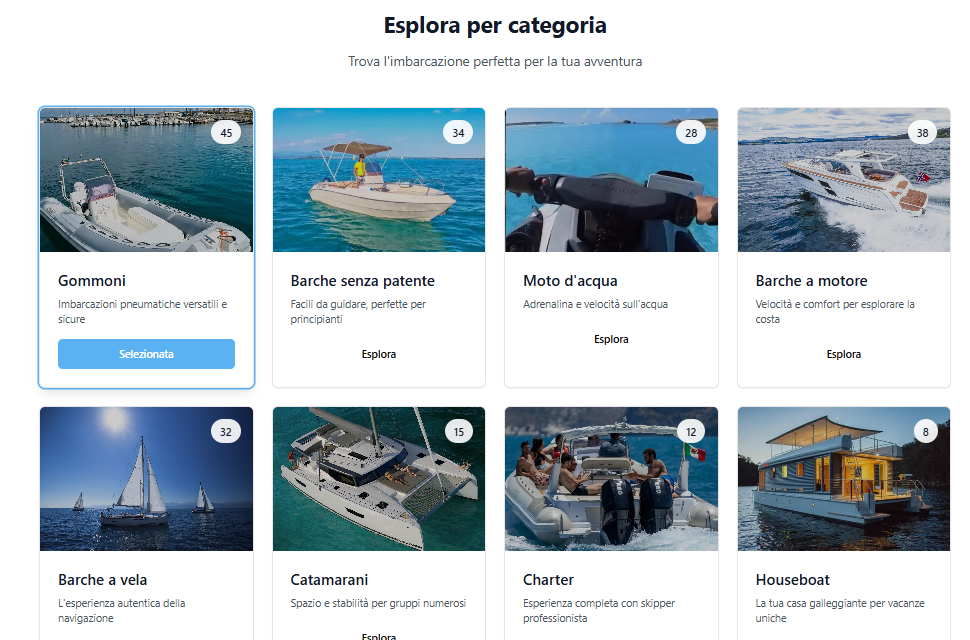 Esplora per categoria
Trova l'imbarcazione perfetta per la tua avventura
45
34
28
38
Gommoni
Imbarcazioni pneumatiche versatili e
sicure
Selezionata
Barche senza patente
Facili da guidare, perfette per
principianti
Esplora
Moto d'acqua
Adrenalina e velocità sull'acqua
Esplora
Barche a motore
Velocità e comfort per esplorare la
costa
Esplora
32
15
12
8
Barche a vela
L'esperienza autentica della
navigazione
Catamarani
Spazio e stabilità per gruppi numerosi
Esplora
Charter
Esperienza completa con skipper
professionista
Houseboat
La tua casa galleggiante per vacanze
uniche